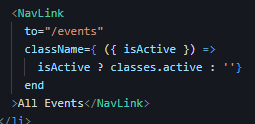 <NavLink
to="/events"
className={ ({ isActive }) =>
isActive ? classes.active : ''}
end
>All Events</NavLink>
</li>